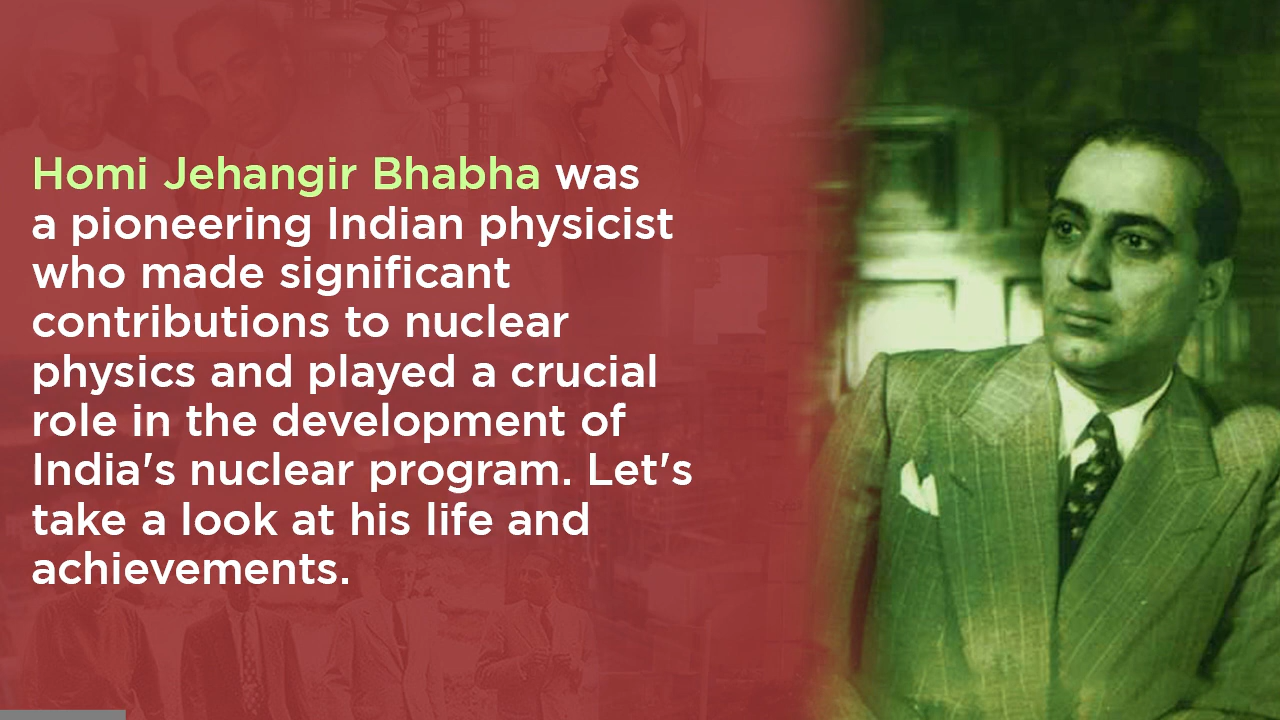 Homi Jehangir Bhabha was
a pioneering Indian physicist
who made significant
contributions to nuclear
physics and played a crucial
role in the development of
India's nuclear program. Let's
take a look at his life and
achievements.